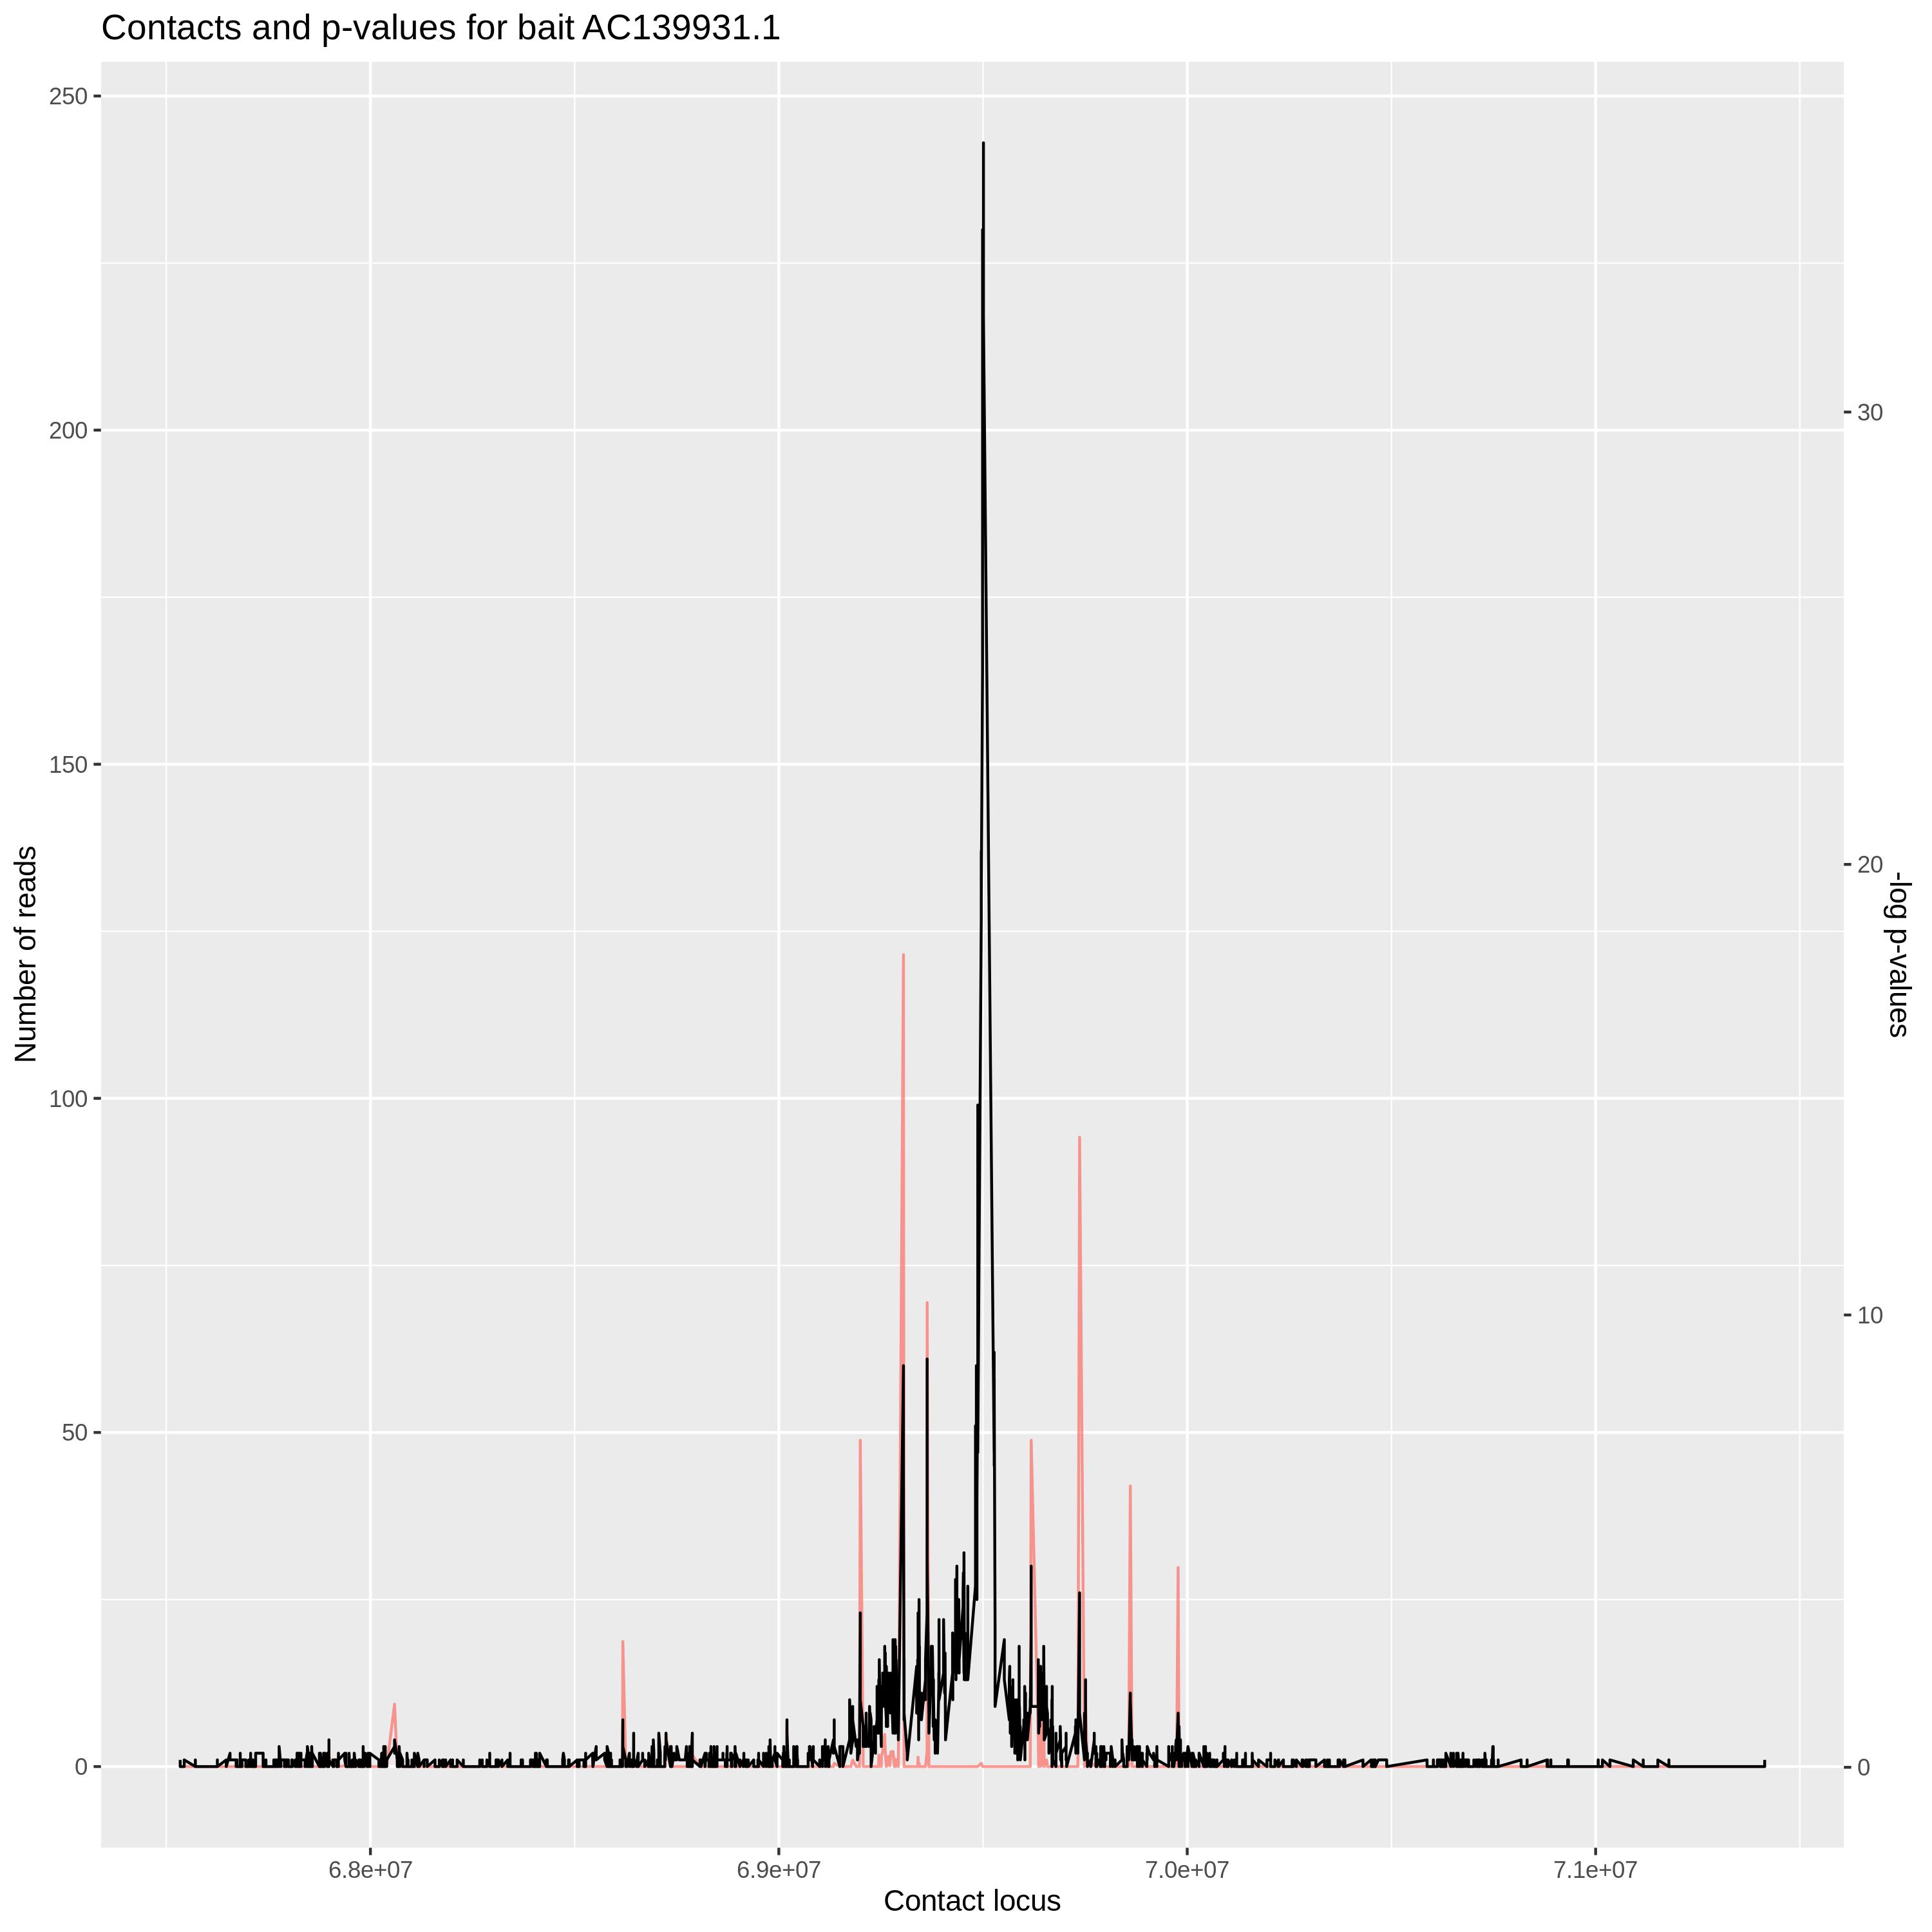 Contacts and p-values for bait AC139931.1
250
200
150
100
50
0
Number of reads
30
20
10
0
-log p-values
6.8e+07
6.9e+07
7.0e+07
7.1e+07
Contact locus